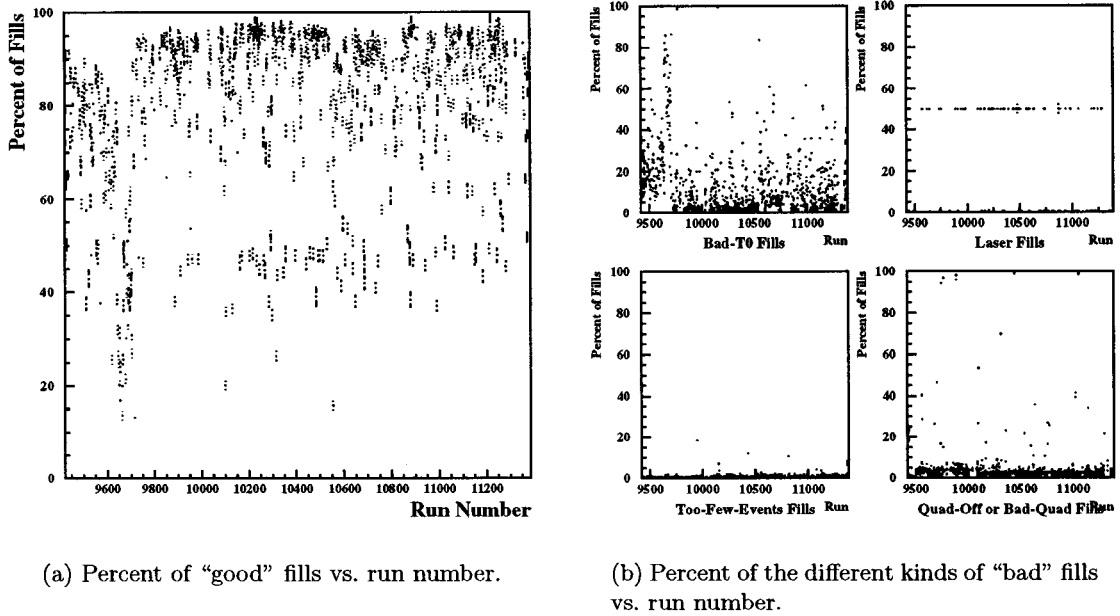 Percent of Fills
100
80
60
40
20
0
9600 9800 10000 10200 10400 10600 10800 11000 11200
Run Number
Percent of Fills
100
80
60
40
20
0
9500 10000 10500 11000
Bad-T0 Fills Run
Percent of Fills
100
80
60
40
20
0
9500 10000 10500 11000
Laser Fills Run
Percent of Fills
100
80
60
40
20
0
9500 10000 10500 11000
Too-Few-Events Fills Run
Percent of Fills
100
80
60
40
20
0
9500 10000 10500 11000
Quad-Off or Bad-Quad Fills Run
(a) Percent of “good” fills vs. run number.
(b) Percent of the different kinds of “bad” fills
vs. run number.